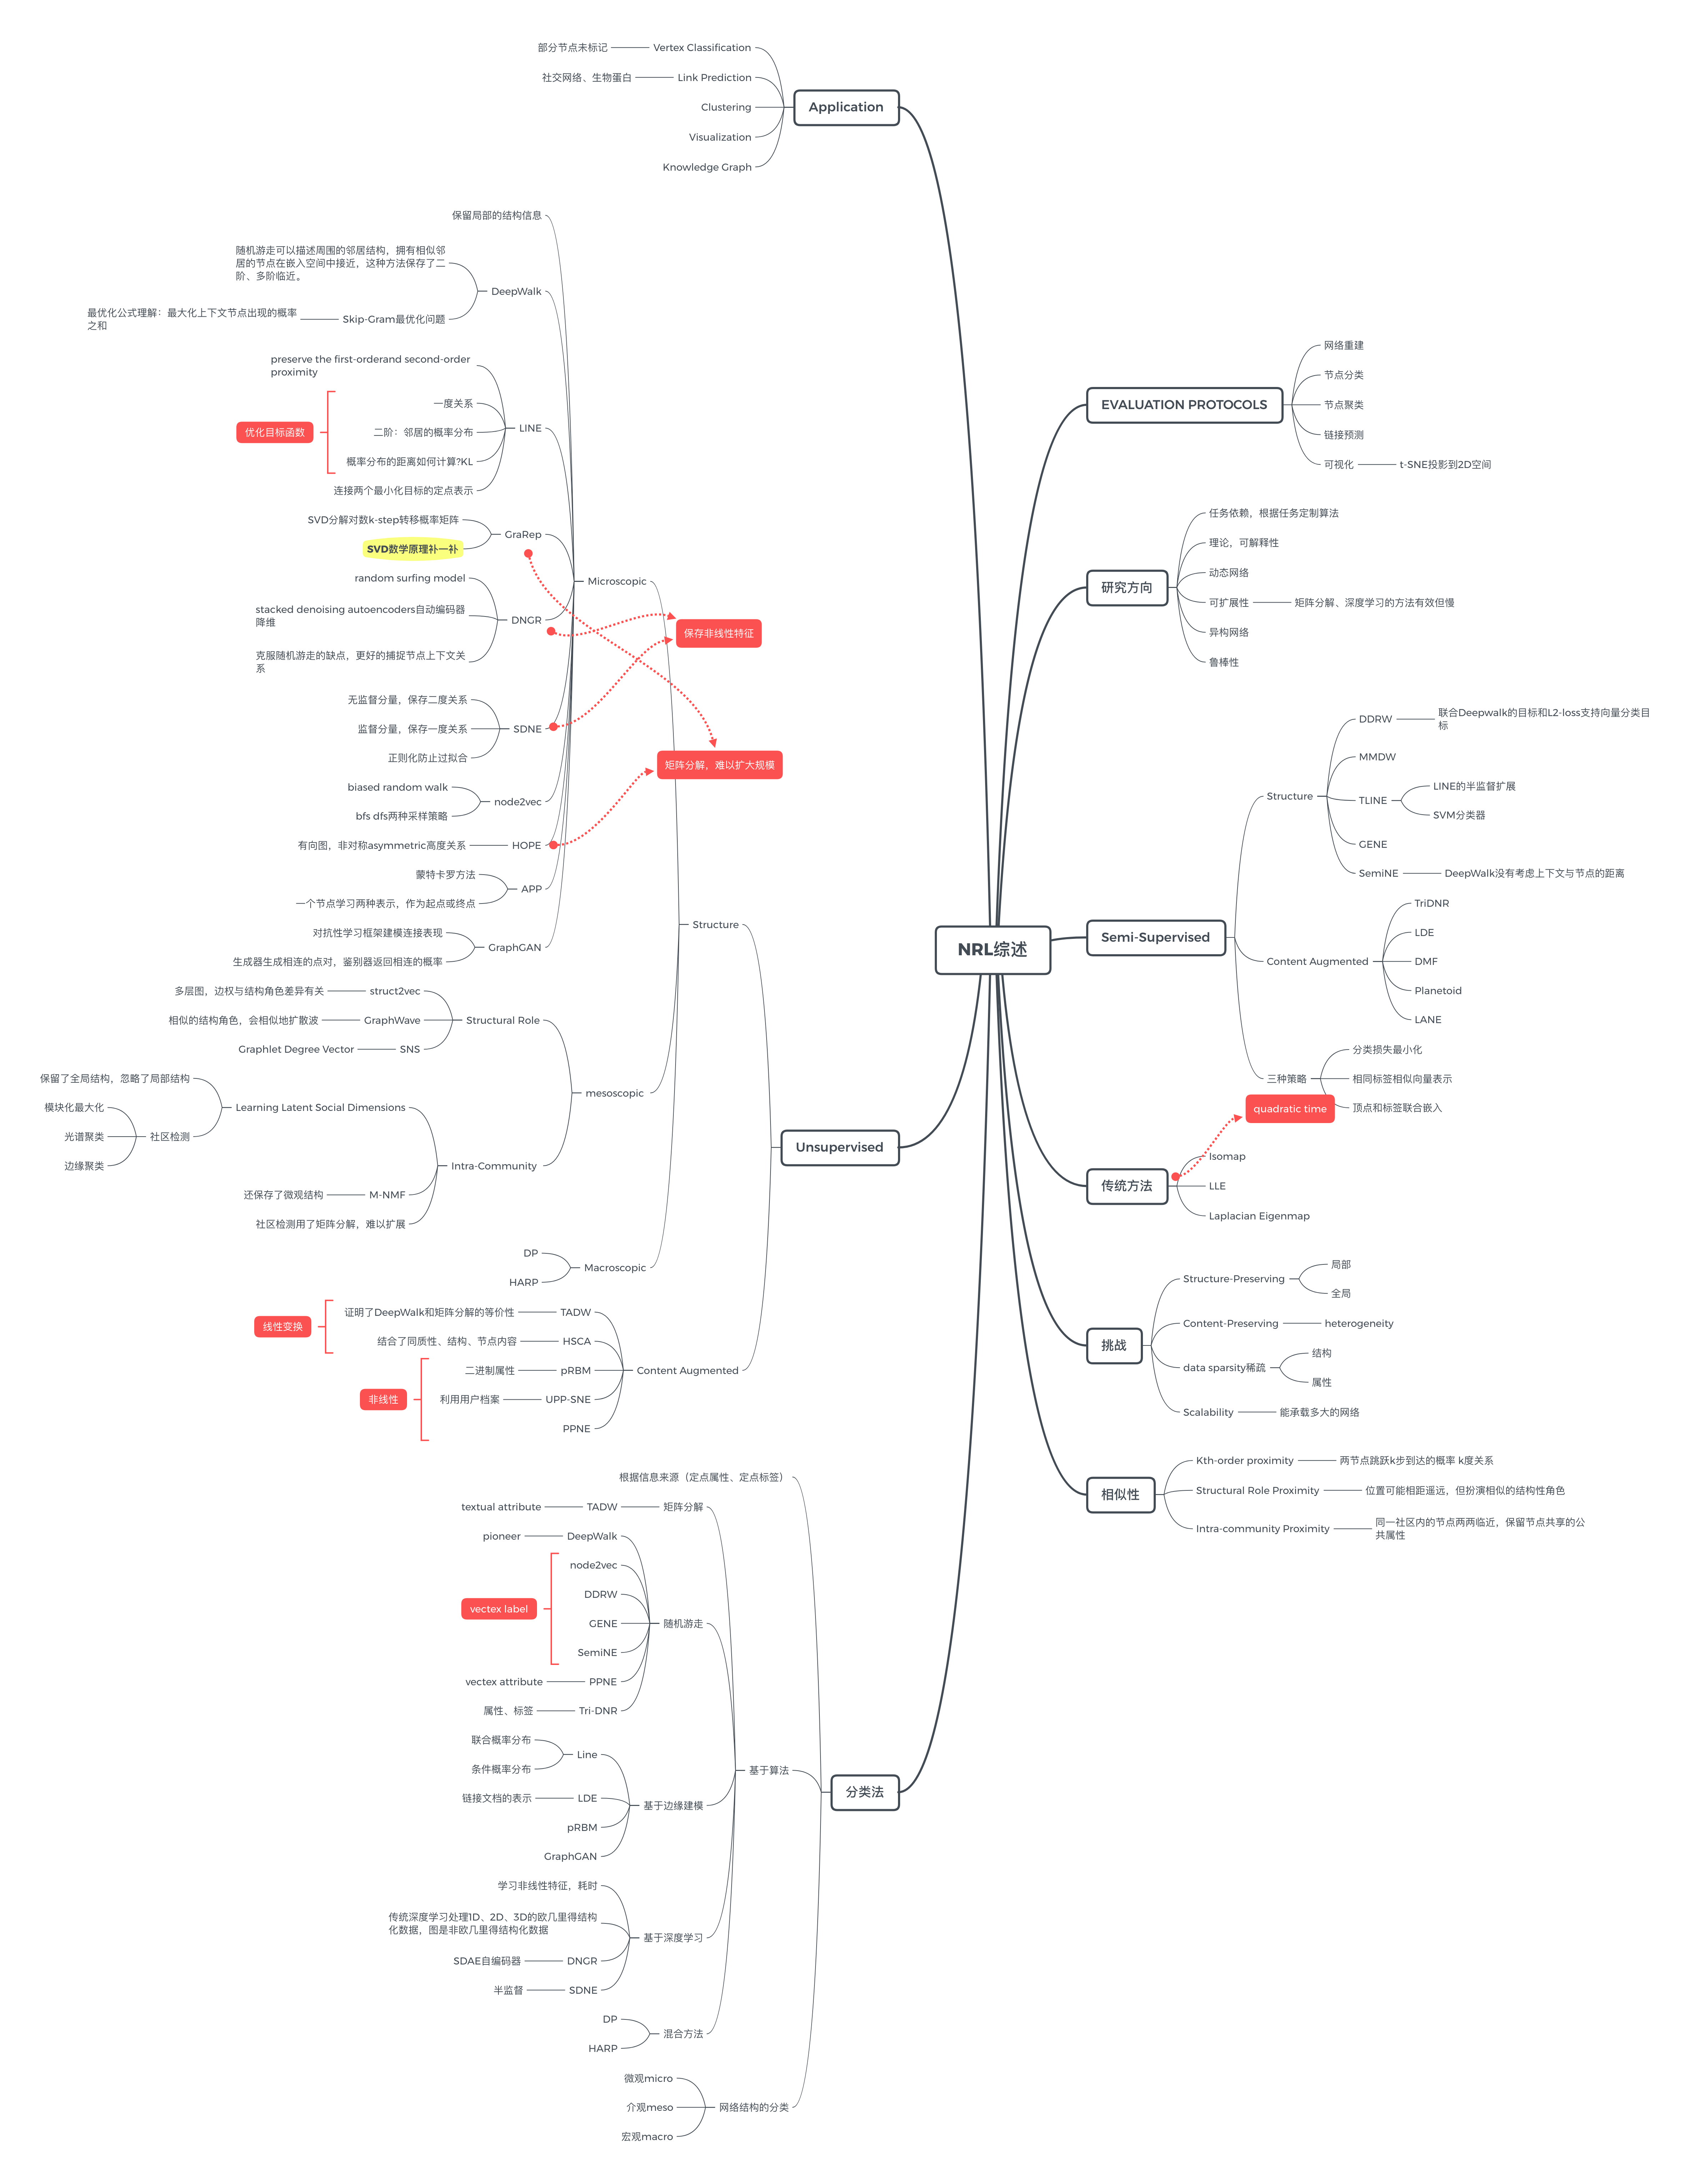 NRL综述
Application
Vertex Classification
部分节点未标记
Link Prediction
社交网络、生物蛋白
Clustering
Visualization
Knowledge Graph
Unsupervised
Structure
Microscopic
保留局部的结构信息
DeepWalk
随机游走可以描述周围的邻居结构，拥有相似邻
居的节点在嵌入空间中接近，这种方法保存了二
阶、多阶临近。
Skip-Gram最优化问题
最优化公式理解：最大化上下文节点出现的概率
之和
LINE
preserve the first-orderand second-order
proximity
一度关系
二阶：邻居的概率分布
概率分布的距离如何计算?KL
优化目标函数
连接两个最小化目标的定点表示
GraRep
SVD分解对数k-step转移概率矩阵
SVD数学原理补一补
DNGR
random surfing model
stacked denoising autoencoders自动编码器
降维
克服随机游走的缺点，更好的捕捉节点上下文关
系
保存非线性特征
SDNE
无监督分量，保存二度关系
监督分量，保存一度关系
正则化防止过拟合
矩阵分解，难以扩大规模
node2vec
biased random walk
bfs dfs两种采样策略
HOPE
有向图，非对称asymmetric高度关系
APP
蒙特卡罗方法
一个节点学习两种表示，作为起点或终点
GraphGAN
对抗性学习框架建模连接表现
生成器生成相连的点对，鉴别器返回相连的概率
mesoscopic
Structural Role
struct2vec
多层图，边权与结构角色差异有关
GraphWave
相似的结构角色，会相似地扩散波
SNS
Graphlet Degree Vector
Intra-Community
Learning Latent Social Dimensions
保留了全局结构，忽略了局部结构
社区检测
模块化最大化
光谱聚类
边缘聚类
M-NMF
还保存了微观结构
社区检测用了矩阵分解，难以扩展
Macroscopic
DP
HARP
Content Augmented
TADW
证明了DeepWalk和矩阵分解的等价性
HSCA
结合了同质性、结构、节点内容
线性变换
pRBM
二进制属性
UPP-SNE
利用用户档案
PPNE
非线性
分类法
根据信息来源（定点属性、定点标签）
基于算法
矩阵分解
TADW
textual attribute
随机游走
DeepWalk
pioneer
node2vec
DDRW
GENE
SemiNE
vectex label
PPNE
vectex attribute
Tri-DNR
属性、标签
基于边缘建模
Line
联合概率分布
条件概率分布
LDE
链接文档的表示
pRBM
GraphGAN
基于深度学习
学习非线性特征，耗时
传统深度学习处理1D、2D、3D的欧几里得结构
化数据，图是非欧几里得结构化数据
DNGR
SDAE自编码器
SDNE
半监督
混合方法
DP
HARP
网络结构的分类
微观micro
介观meso
宏观macro
EVALUATION PROTOCOLS
网络重建
节点分类
节点聚类
链接预测
可视化
t-SNE投影到2D空间
研究方向
任务依赖，根据任务定制算法
理论，可解释性
动态网络
可扩展性
矩阵分解、深度学习的方法有效但慢
异构网络
鲁棒性
Semi-Supervised
Structure
DDRW
联合Deepwalk的目标和L2-loss支持向量分类目
标
MMDW
TLINE
LINE的半监督扩展
SVM分类器
GENE
SemiNE
DeepWalk没有考虑上下文与节点的距离
Content Augmented
TriDNR
LDE
DMF
Planetoid
LANE
三种策略
分类损失最小化
相同标签相似向量表示
顶点和标签联合嵌入
quadratic time
传统方法
Isomap
LLE
Laplacian Eigenmap
挑战
Structure-Preserving
局部
全局
Content-Preserving
heterogeneity
data sparsity稀疏
结构
属性
Scalability
能承载多大的网络
相似性
Kth-order proximity
两节点跳跃k步到达的概率 k度关系
Structural Role Proximity
位置可能相距遥远，但扮演相似的结构性角色
Intra-community Proximity
同一社区内的节点两两临近，保留节点共享的公
共属性